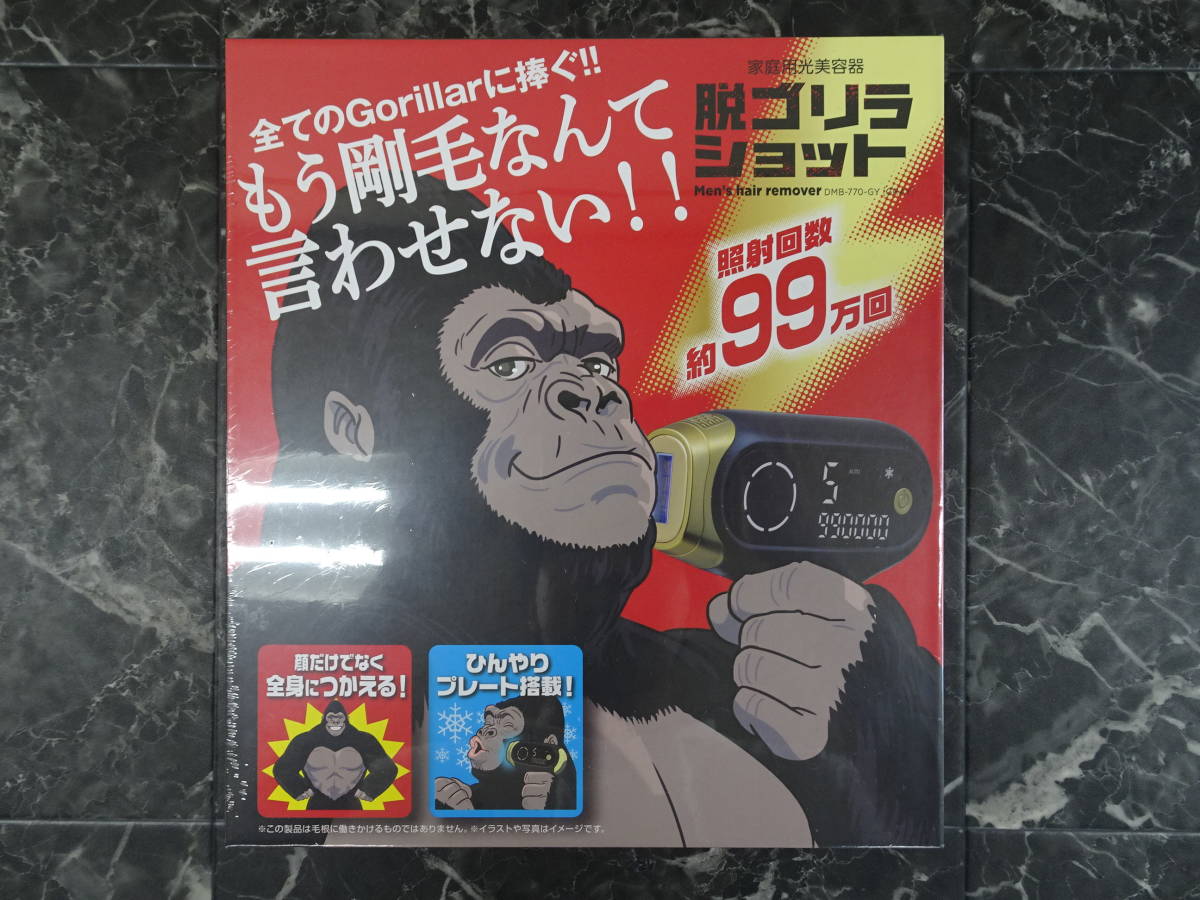 全てのGorillarに捧ぐ!!
もう剛毛なんて
言わせない!!
家庭用光美容器
脱ゴリラ
ショット
Men's hair remover DMB-770-GY
照射回数
約99万回
5 AUTO
990000
顔だけでなく
全身につかえる!
ひんやり
プレート搭載!
5
※この製品は毛根に働きかけるものではありません。※イラストや写真はイメージです。